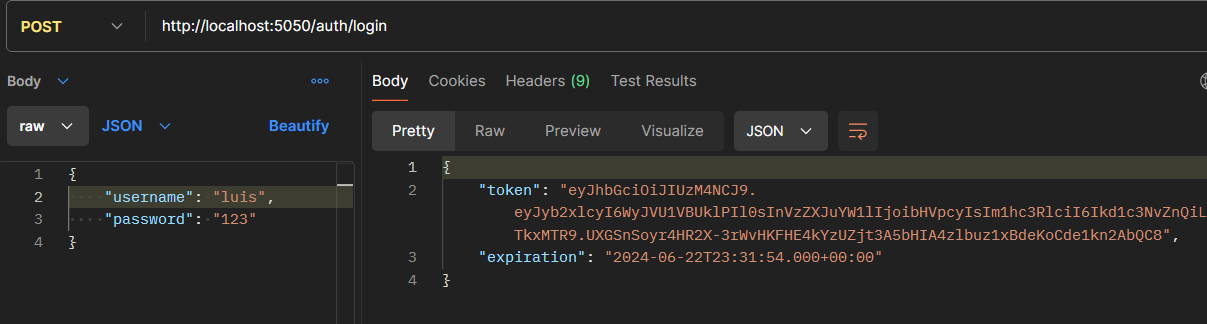 POST http://localhost:5050/auth/login
Body
raw JSON Beautify
1 {
2 "username": "luis",
3 "password": "123"
4 }
Body Cookies Headers (9) Test Results
Pretty Raw Preview Visualize JSON
1 {
2 "token": "eyJhbGciOiJIUzM4NCJ9.
eyJyb2xlcyI6WyJVU1VBUklPIl0sInVzZXJuYW1lIjoibHVpcyIsIm1hc3RlciI6Ikd1c3NvZnQiL
TkxMTR9.UXGSnSoyr4HR2X-3rWvHKFHE4kYzUZjt3A5bHIA4zlbuz1xBdeKoCde1kn2AbQC8",
3 "expiration": "2024-06-22T23:31:54.000+00:00"
4 }